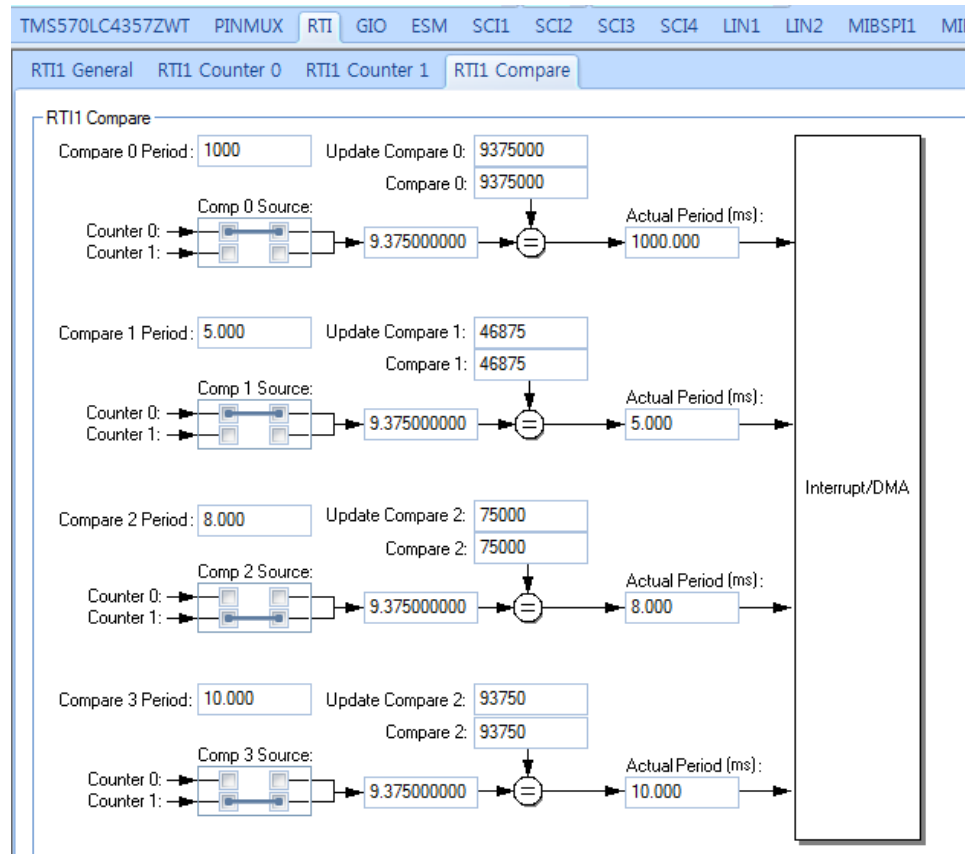 TMS570LC4357ZWT PINMUX RTI GIO ESM SCI1 SCI2 SCI3 SCI4 LIN1 LIN2 MIBSPI1
RTI1 General RTI1 Counter 0 RTI1 Counter 1 RTI1 Compare
RTI1 Compare
Compare 0 Period: 1000 Update Compare 0: 9375000
Compare 0: 9375000
Comp 0 Source:
Actual Period (ms):
Counter 0:
Counter 1:
9.375000000 = 1000.000
Compare 1 Period: 5.000 Update Compare 1: 46875
Compare 1: 46875
Comp 1 Source:
Actual Period (ms):
Counter 0:
Counter 1:
9.375000000 = 5.000
Interrupt/DMA
Compare 2 Period: 8.000 Update Compare 2: 75000
Compare 2: 75000
Comp 2 Source:
Actual Period (ms):
Counter 0:
Counter 1:
9.375000000 = 8.000
Compare 3 Period: 10.000 Update Compare 2: 93750
Compare 2: 93750
Comp 3 Source:
Actual Period (ms):
Counter 0:
Counter 1:
9.375000000 = 10.000